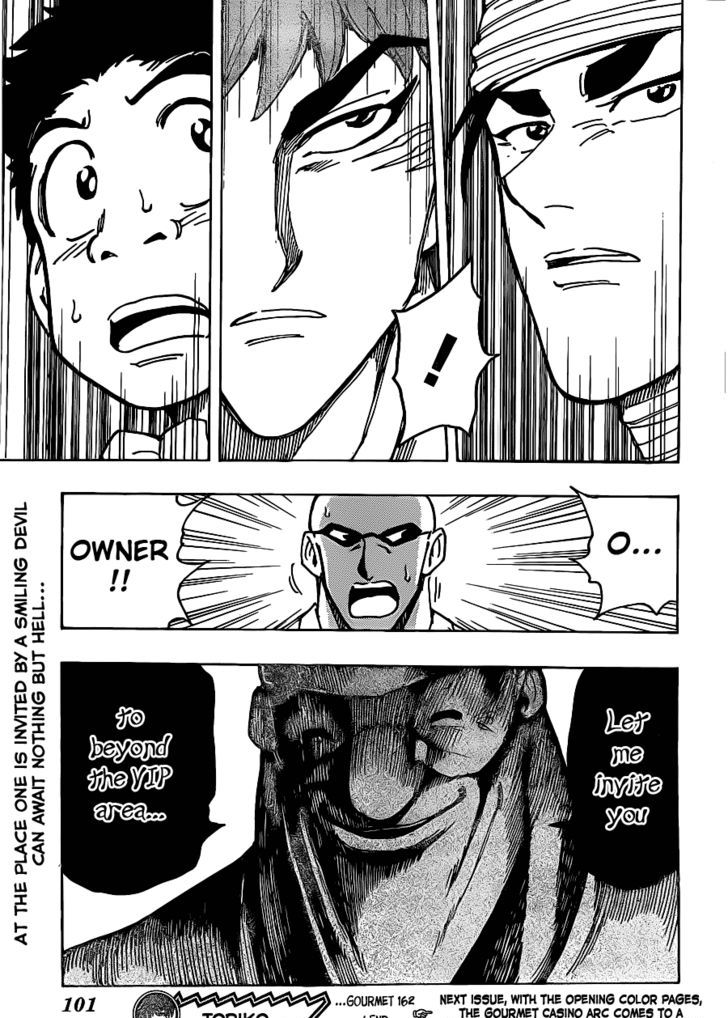 !
O...
OWNER
!!
Let
me
invite
you
to
beyond
the VIP
area...
AT THE PLACE ONE IS INVITED BY A SMILING DEVIL
CAN AWAIT NOTHING BUT HELL...
101
TORIKO
...GOURMET 162
NEXT ISSUE, WITH THE OPENING COLOR PAGES,
THE GOURMET CASINO ARC COMES TO A